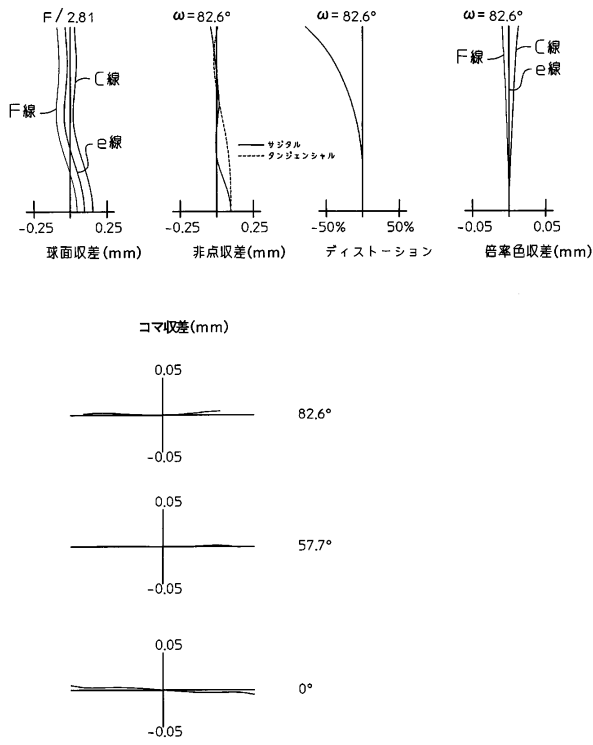 F/2.81
C線
F線
e線
-0.25 0.25
球面収差(mm)
ω=82.6°
サジタル
タンジェンシャル
-0.25 0.25
非点収差(mm)
ω=82.6°
-50% 50%
ディストーション
ω=82.6°
F線
C線
e線
-0.05 0.05
倍率色収差(mm)
コマ収差(mm)
0.05
82.6°
-0.05
0.05
57.7°
-0.05
0.05
0°
-0.05